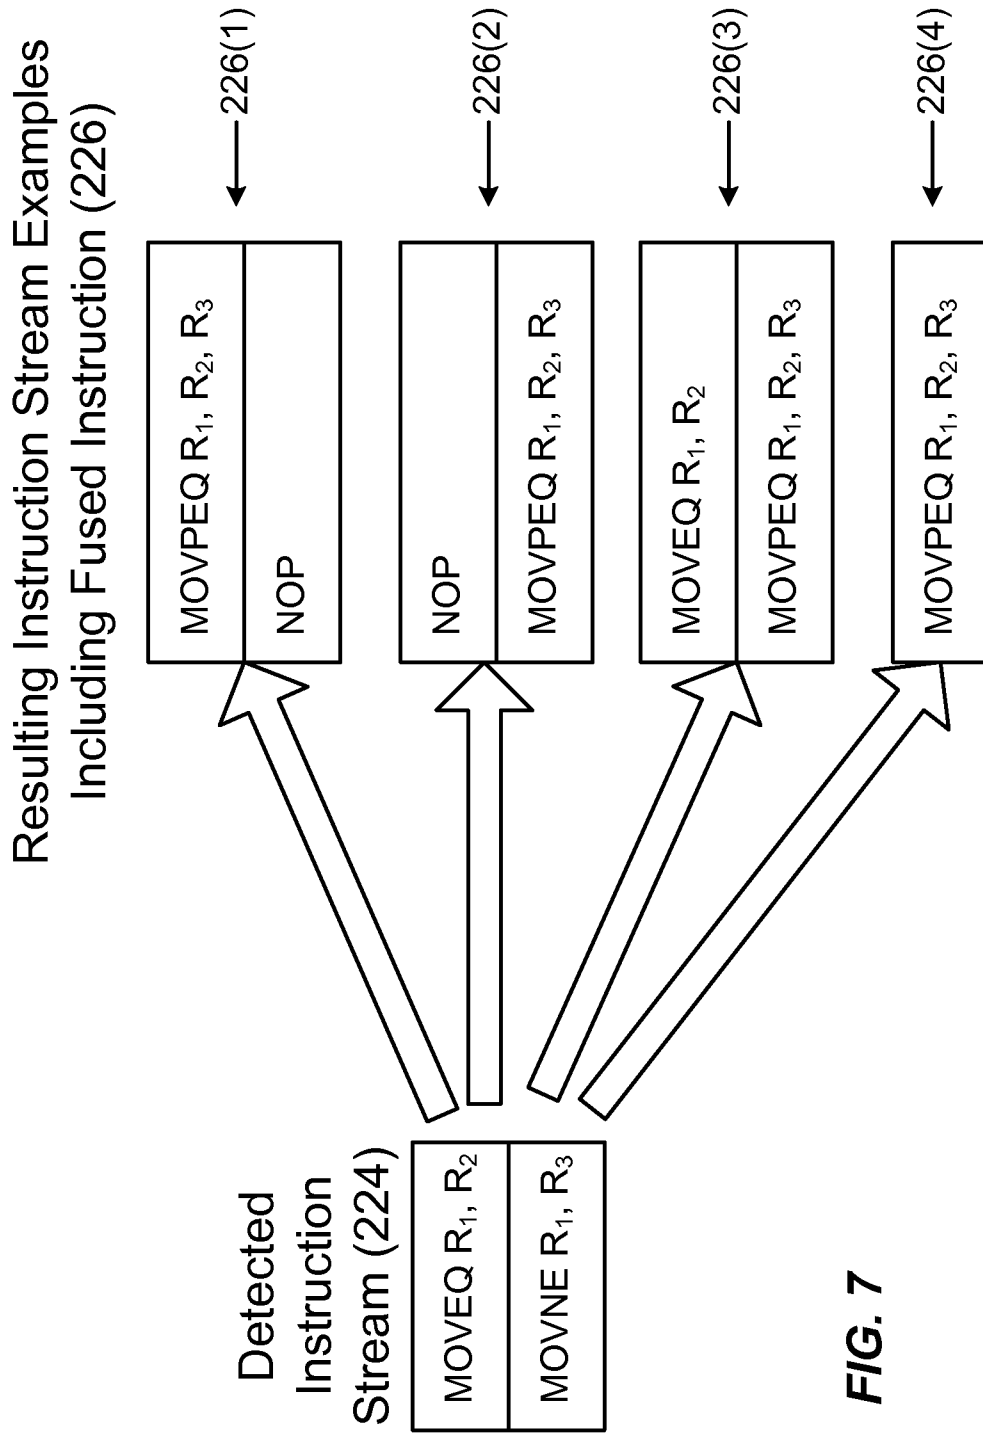 Resulting Instruction Stream Examples
Including Fused Instruction (226)
Detected
Instruction
Stream (224)
MOVEQ R₁, R₂
MOVNE R₁, R₃
MOVPEQ R₁, R₂, R₃
NOP
226(1)
NOP
MOVPEQ R₁, R₂, R₃
226(2)
MOVEQ R₁, R₂
MOVPEQ R₁, R₂, R₃
226(3)
MOVPEQ R₁, R₂, R₃
226(4)
FIG. 7